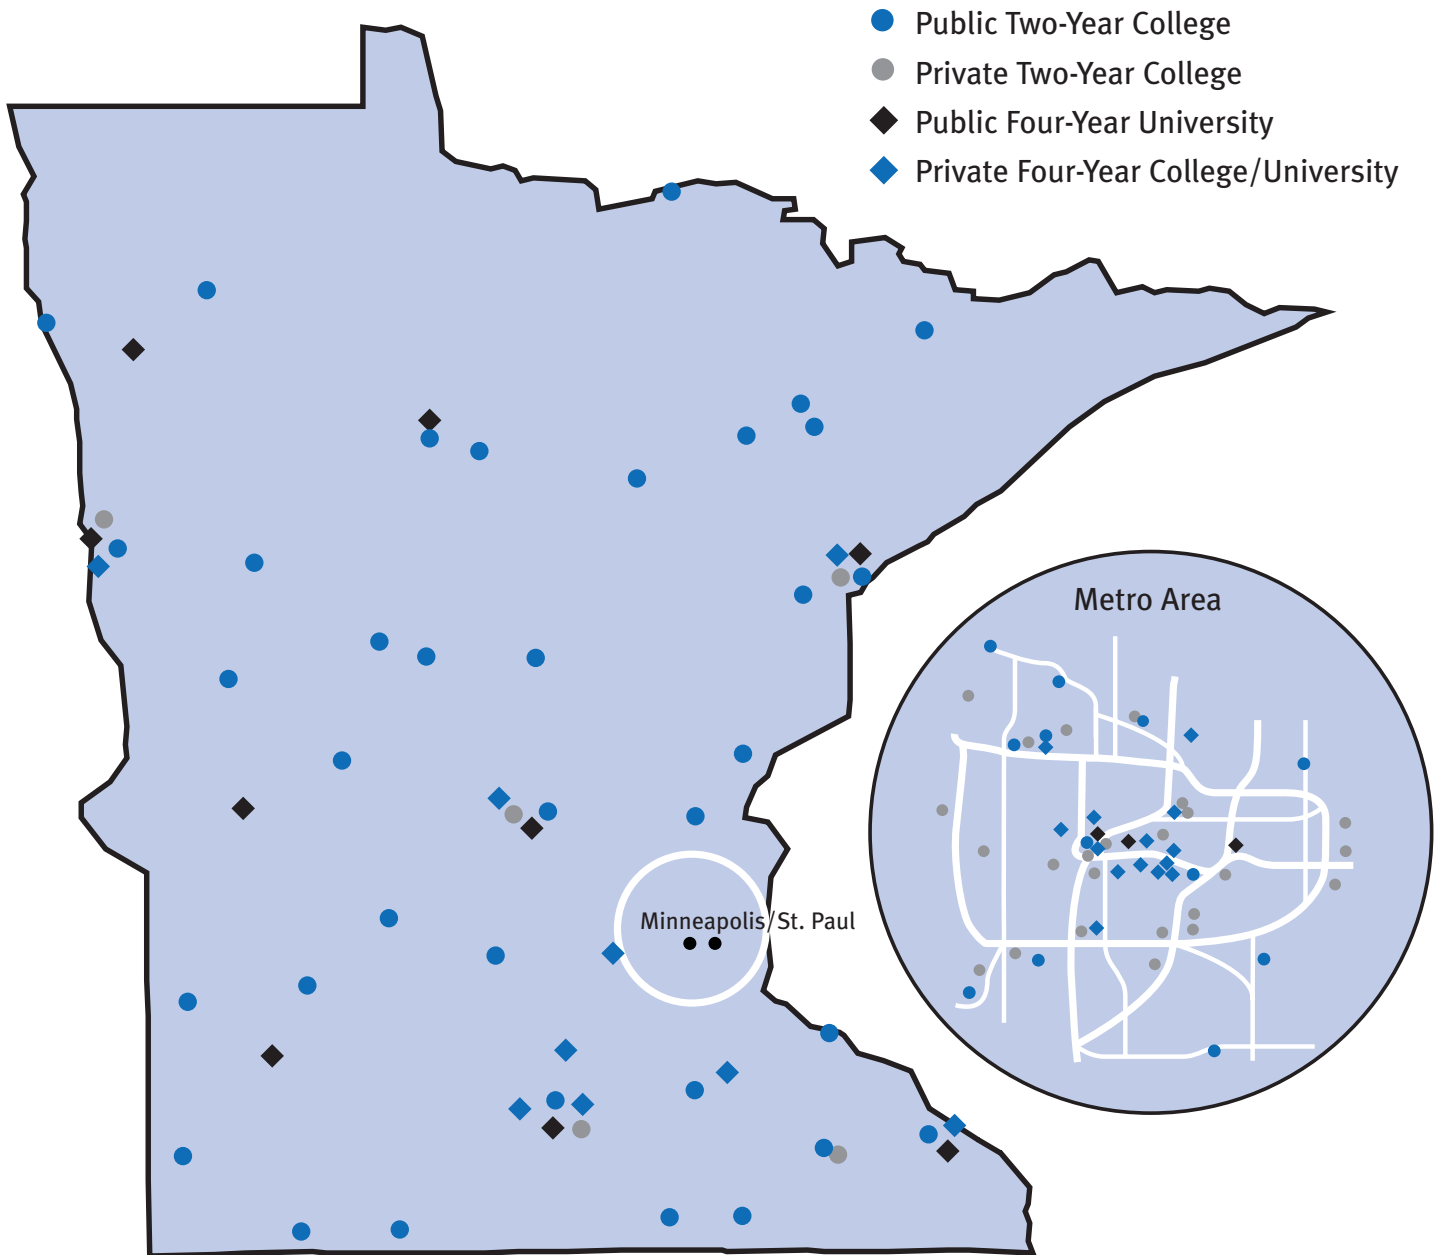 Public Two-Year College
Private Two-Year College
Public Four-Year University
Private Four-Year College/University
Metro Area
Minneapolis/St. Paul